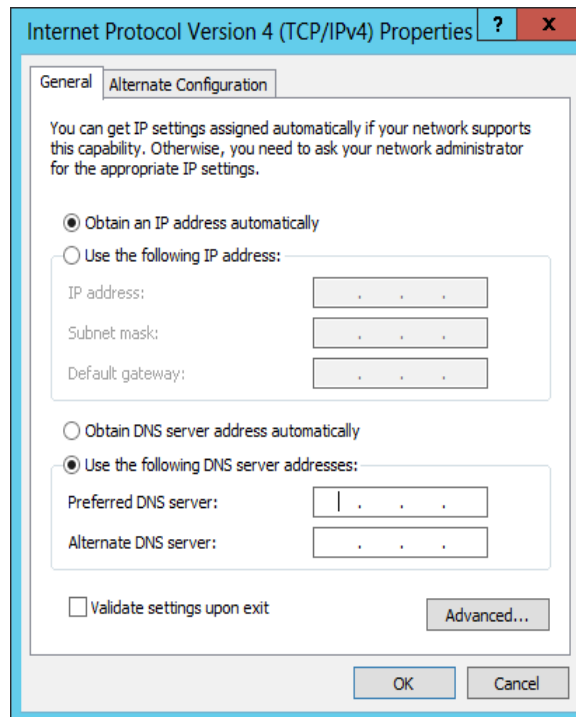 Internet Protocol Version 4 (TCP/IPv4) Properties ? x
General Alternate Configuration
You can get IP settings assigned automatically if your network supports
this capability. Otherwise, you need to ask your network administrator
for the appropriate IP settings.
Obtain an IP address automatically
Use the following IP address:
IP address: . . .
Subnet mask: . . .
Default gateway: . . .
Obtain DNS server address automatically
Use the following DNS server addresses:
Preferred DNS server: . . .
Alternate DNS server: . . .
Validate settings upon exit
Advanced...
OK Cancel